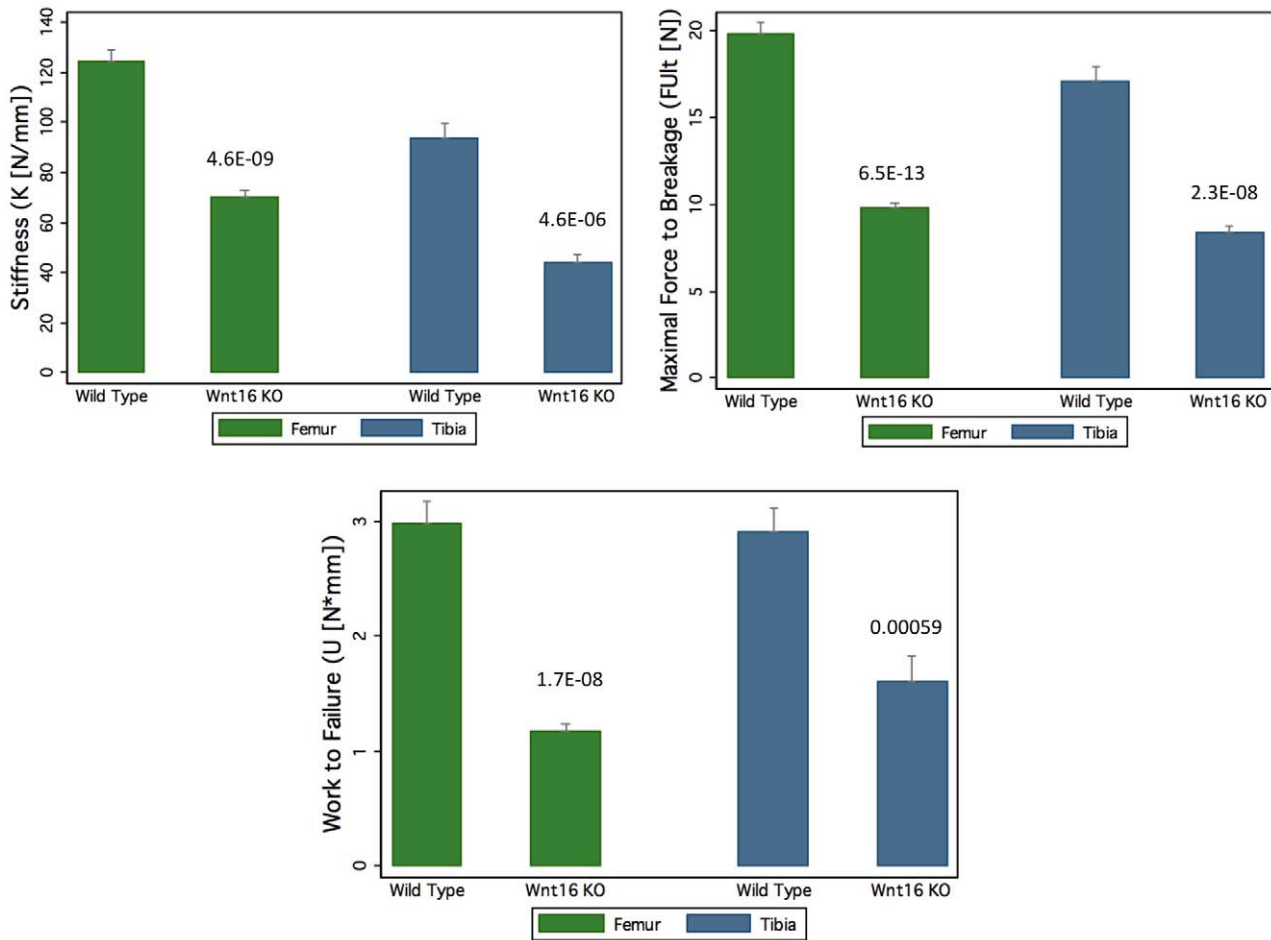 Stiffness (K [N/mm])
140
120
100
80
60
40
20
0
4.6E-09
4.6E-06
Wild Type
Wnt16 KO
Wild Type
Wnt16 KO
Femur
Tibia
Maximal Force to Breakage (FUlt [N])
20
15
10
5
0
6.5E-13
2.3E-08
Wild Type
Wnt16 KO
Wild Type
Wnt16 KO
Femur
Tibia
Work to Failure (U [N*mm])
3
2
1
0
1.7E-08
0.00059
Wild Type
Wnt16 KO
Wild Type
Wnt16 KO
Femur
Tibia